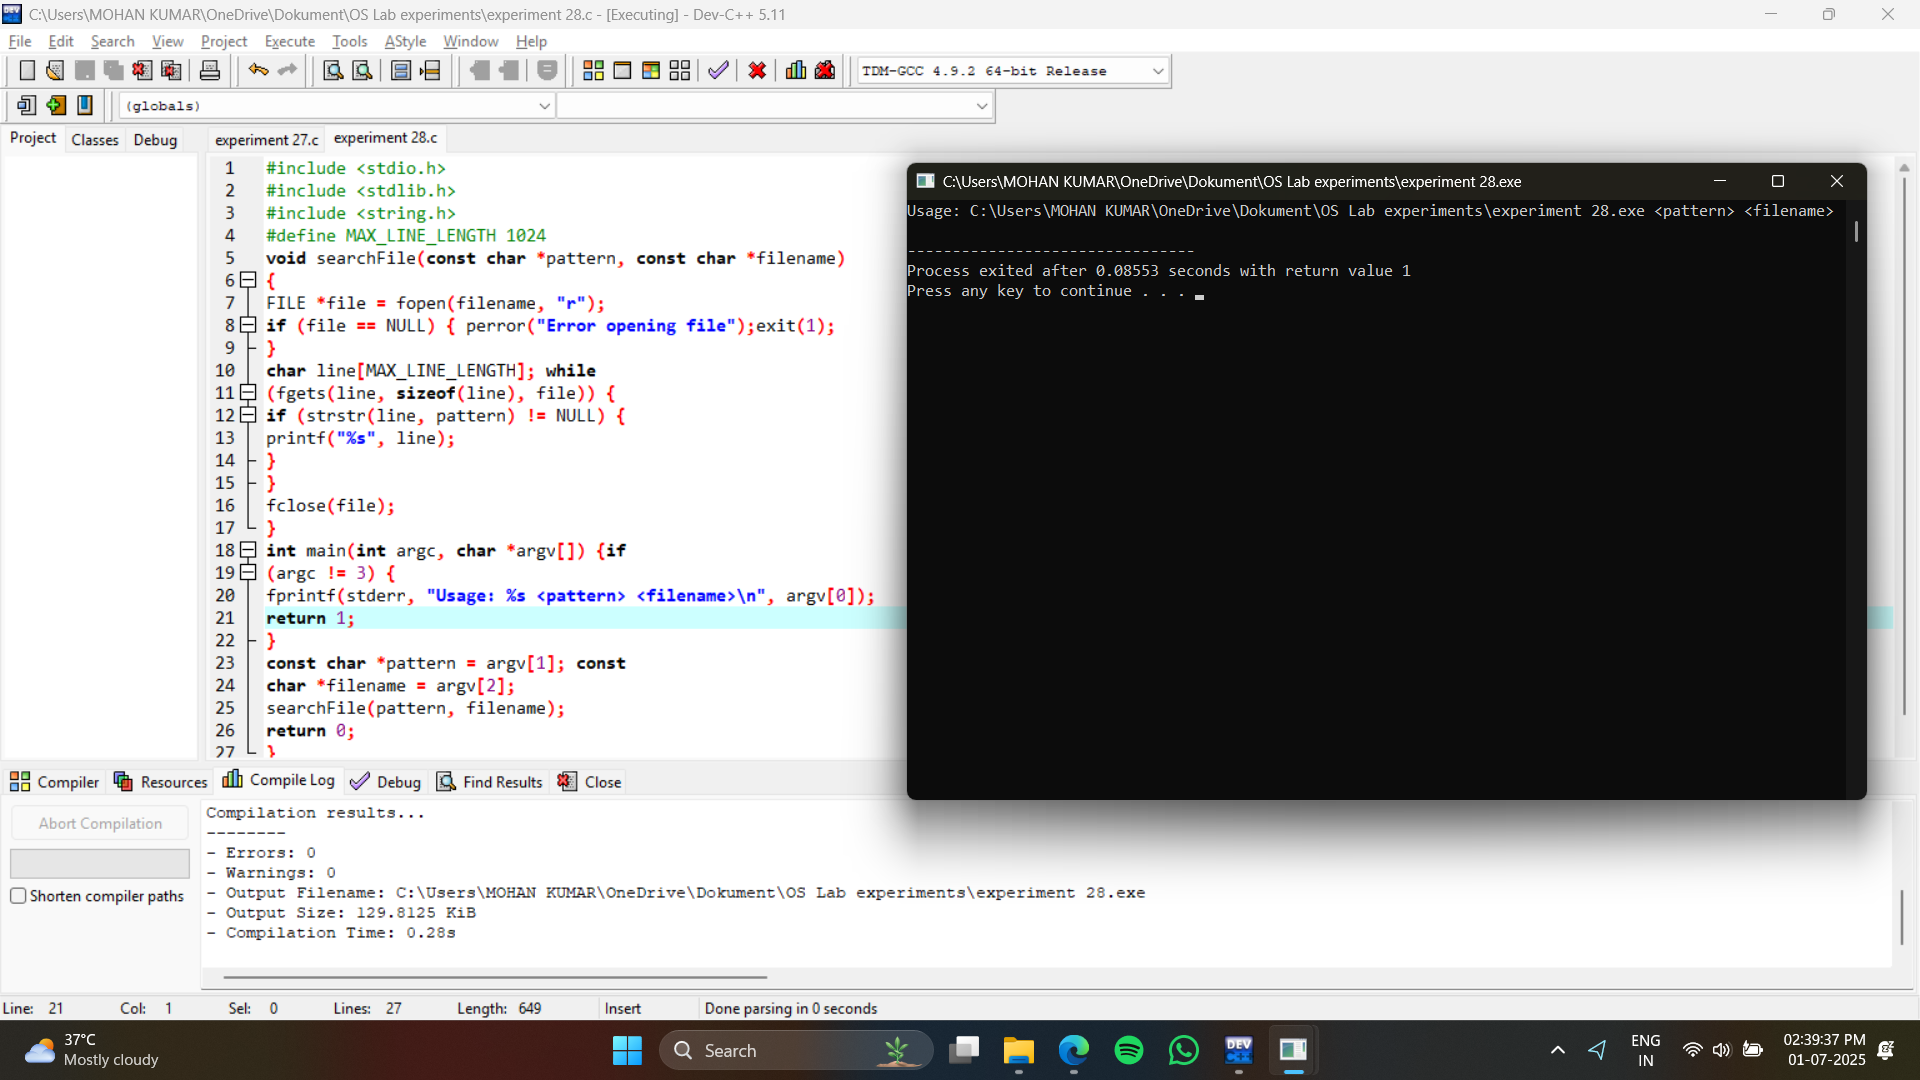 C:\Users\MOHAN KUMAR\OneDrive\Dokument\OS Lab experiments\experiment 28.c - [Executing] - Dev-C++ 5.11
File Edit Search View Project Execute Tools AStyle Window Help
TDM-GCC 4.9.2 64-bit Release
(globals)
Project Classes Debug
experiment 27.c experiment 28.c
1 #include <stdio.h>
2 #include <stdlib.h>
3 #include <string.h>
4 #define MAX_LINE_LENGTH 1024
5 void searchFile(const char *pattern, const char *filename)
6 {
7 FILE *file = fopen(filename, "r");
8 if (file == NULL) { perror("Error opening file");exit(1);
9 }
10 char line[MAX_LINE_LENGTH]; while
11 (fgets(line, sizeof(line), file)) {
12 if (strstr(line, pattern) != NULL) {
13 printf("%s", line);
14 }
15 }
16 fclose(file);
17 }
18 int main(int argc, char *argv[]) {if
19 (argc != 3) {
20 fprintf(stderr, "Usage: %s <pattern> <filename>\n", argv[0]);
21 return 1;
22 }
23 const char *pattern = argv[1]; const
24 char *filename = argv[2];
25 searchFile(pattern, filename);
26 return 0;
27 }
C:\Users\MOHAN KUMAR\OneDrive\Dokument\OS Lab experiments\experiment 28.exe
Usage: C:\Users\MOHAN KUMAR\OneDrive\Dokument\OS Lab experiments\experiment 28.exe <pattern> <filename>
--------------------------------
Process exited after 0.08553 seconds with return value 1
Press any key to continue . . .
Compiler Resources Compile Log Debug Find Results Close
Abort Compilation
Shorten compiler paths
Compilation results...
--------
- Errors: 0
- Warnings: 0
- Output Filename: C:\Users\MOHAN KUMAR\OneDrive\Dokument\OS Lab experiments\experiment 28.exe
- Output Size: 129.8125 KiB
- Compilation Time: 0.28s
Line: 21 Col: 1 Sel: 0 Lines: 27 Length: 649 Insert Done parsing in 0 seconds
37°C
Mostly cloudy
Search
DEV
ENG
IN
02:39:37 PM
01-07-2025